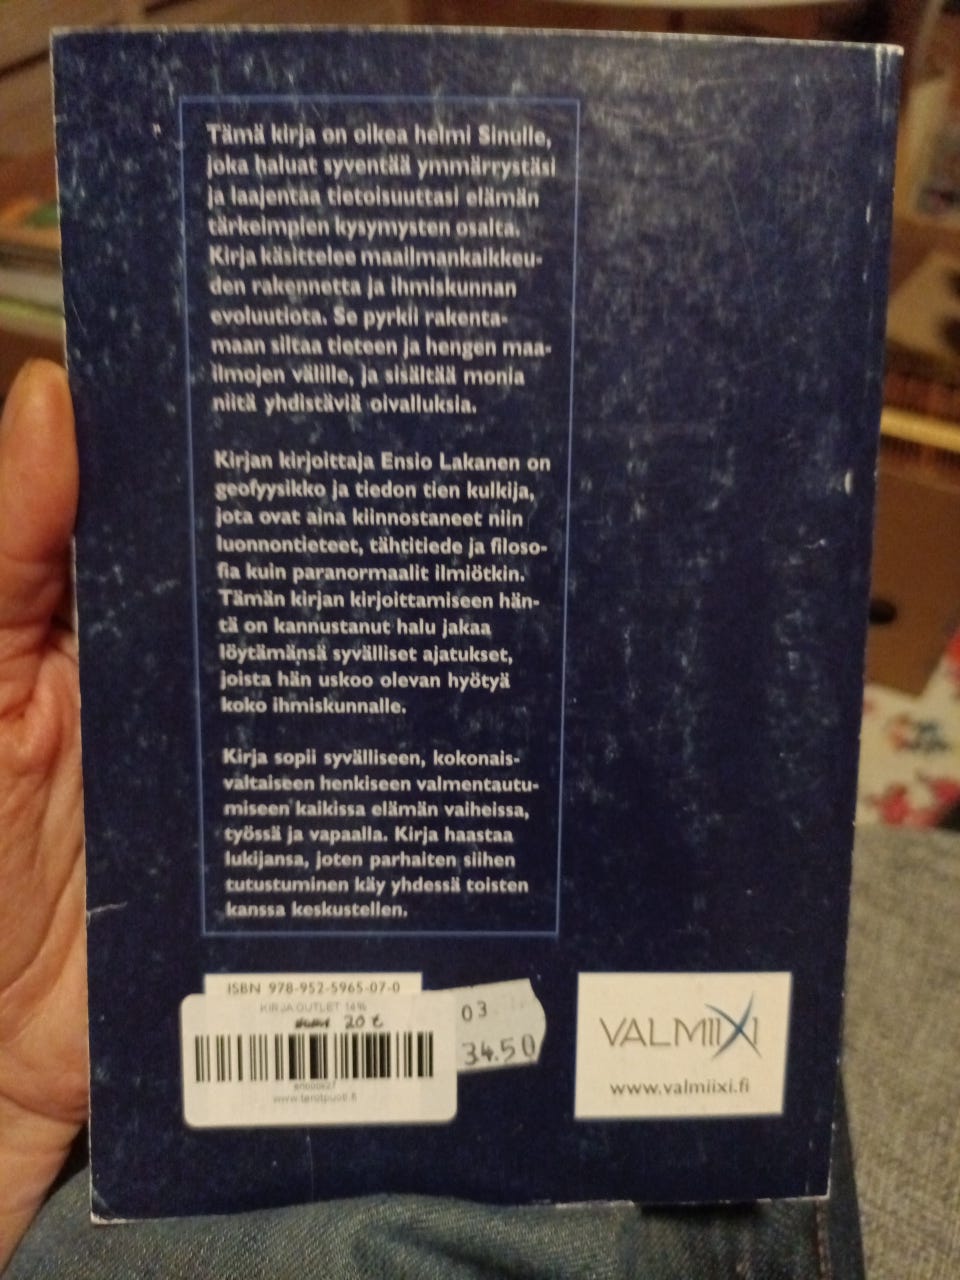 Tämä kirja on oikea helmi Sinulle,
joka haluat syventää ymmärrystäsi
ja laajentaa tietoisuuttasi elämän
tärkeimpien kysymysten osalta.
Kirja käsittelee maailmankaikkeu-
den rakennetta ja ihmiskunnan
evoluutiota. Se pyrkii rakenta-
maan siltaa tieteen ja hengen maa-
ilmojen välille, ja sisältää monia
niitä yhdistäviä oivalluksia.
Kirjan kirjoittaja Ensio Lakanen on
geofyysikko ja tiedon tien kulkija,
jota ovat aina kiinnostaneet niin
luonnontieteet, tähtitiede ja filoso-
fia kuin paranormaalit ilmiötkin.
Tämän kirjan kirjoittamiseen hän-
tä on kannustanut halu jakaa
löytämänsä syvälliset ajatukset,
joista hän uskoo olevan hyötyä
koko ihmiskunnalle.
Kirja sopii syvälliseen, kokonais-
valtaiseen henkiseen valmentautu-
miseen kaikissa elämän vaiheissa,
työssä ja vapaalla. Kirja haastaa
lukijansa, joten parhaiten siihen
tutustuminen käy yhdessä toisten
kanssa keskustellen.
ISBN 978-952-5965-07-0
KIRJA OUTLET 14%
20 €
www.tarotpuoti.fi
03
34.50
VALMIIXI
www.valmiixi.fi